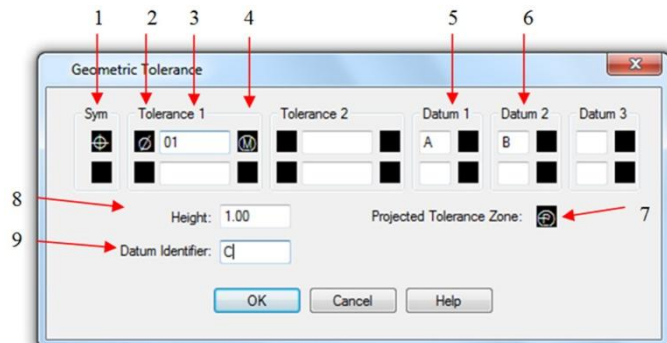 1 2 3 4 5 6
Geometric Tolerance
x
Sym Tolerance 1 Tolerance 2 Datum 1 Datum 2 Datum 3
⌖ Ø 01 Ⓜ A B
8 Height: 1.00 Projected Tolerance Zone: Ⓟ 7
9 Datum Identifier: C
OK Cancel Help